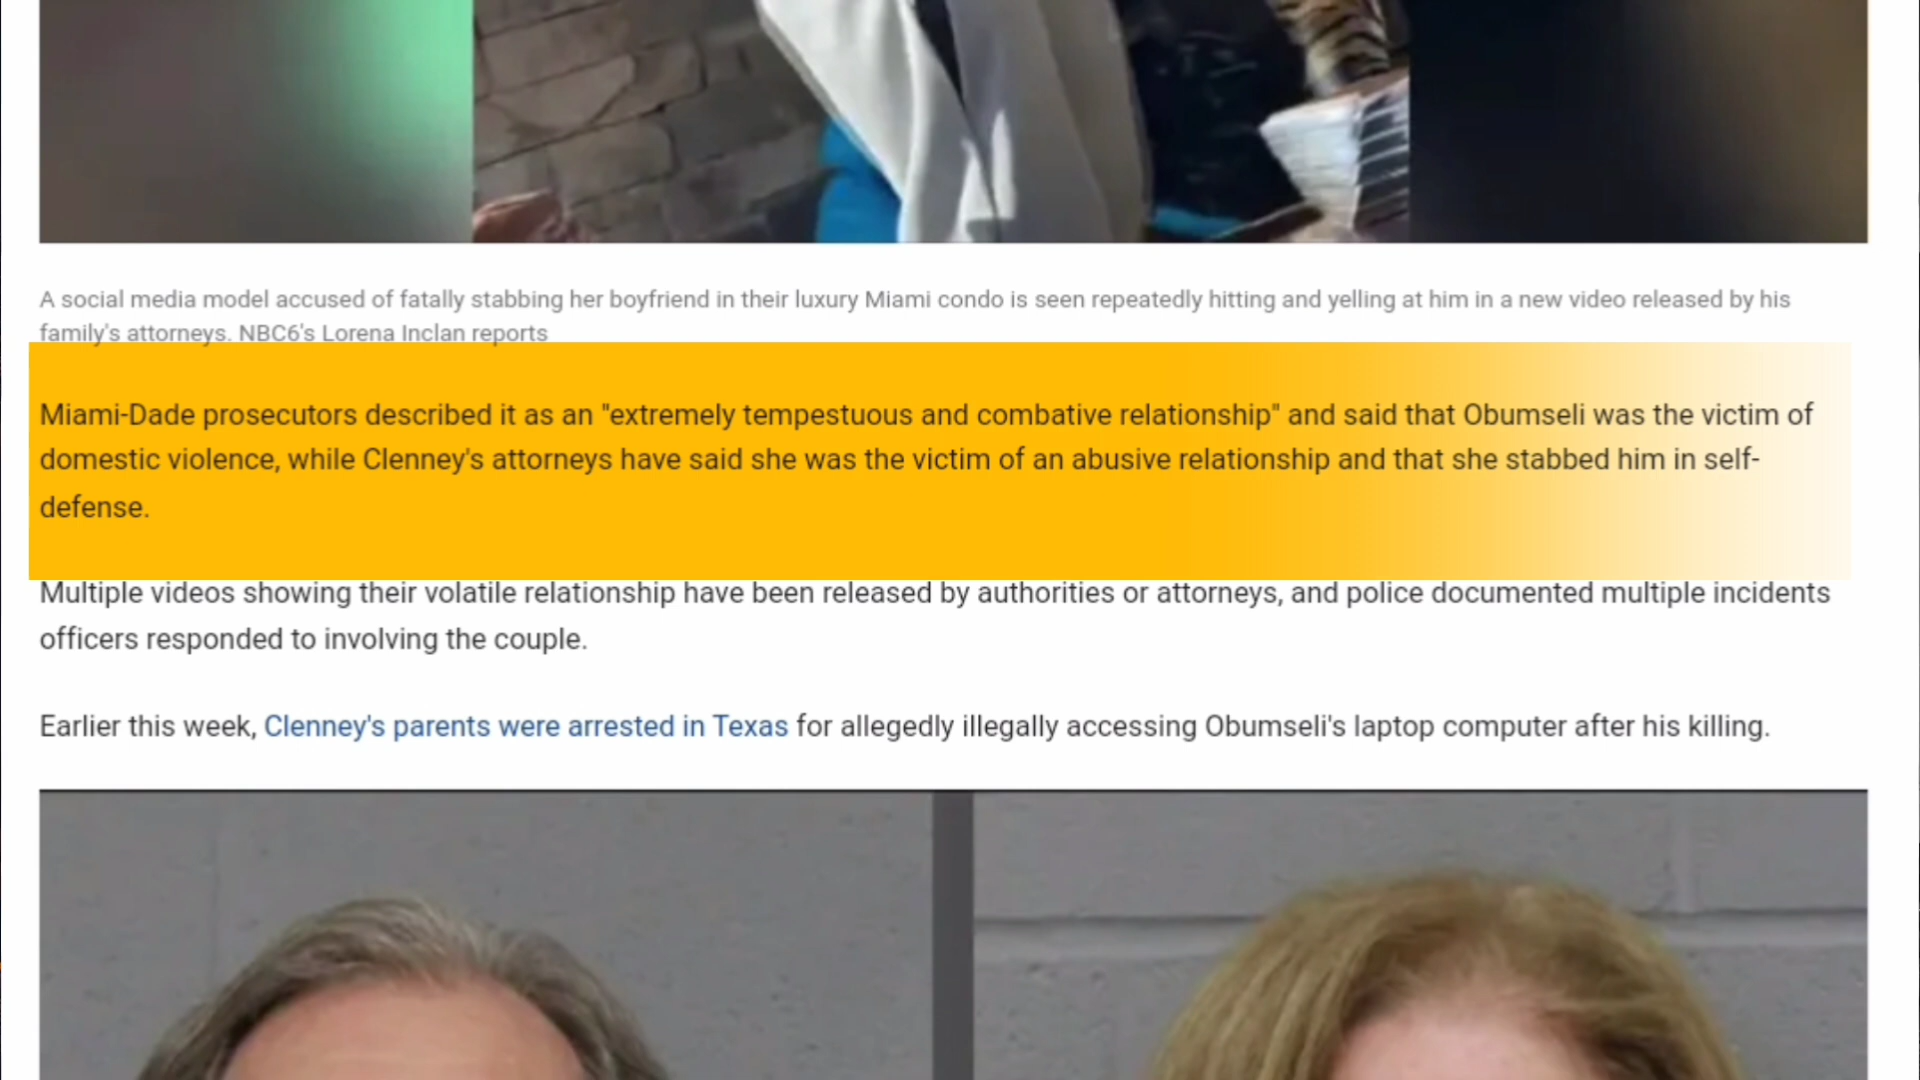 A social media model accused of fatally stabbing her boyfriend in their luxury Miami condo is seen repeatedly hitting and yelling at him in a new video released by his
family's attorneys. NBC6's Lorena Inclan reports
Miami-Dade prosecutors described it as an "extremely tempestuous and combative relationship" and said that Obumseli was the victim of
domestic violence, while Clenney's attorneys have said she was the victim of an abusive relationship and that she stabbed him in self-
defense.
Multiple videos showing their volatile relationship have been released by authorities or attorneys, and police documented multiple incidents
officers responded to involving the couple.
Earlier this week, Clenney's parents were arrested in Texas for allegedly illegally accessing Obumseli's laptop computer after his killing.